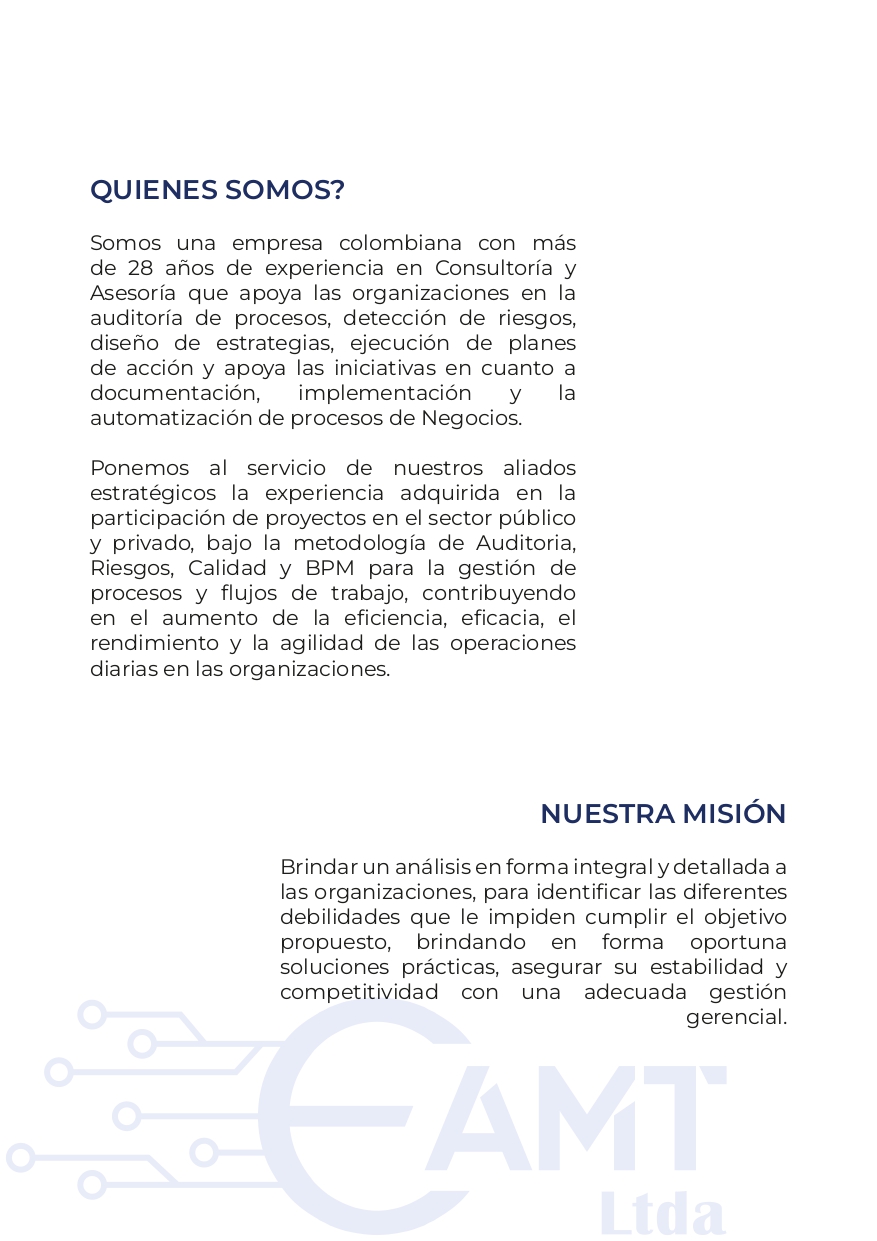 QUIENES SOMOS?
Somos una empresa colombiana con más
de 28 años de experiencia en Consultoría y
Asesoría que apoya las organizaciones en la
auditoría de procesos, detección de riesgos,
diseño de estrategias, ejecución de planes
de acción y apoya las iniciativas en cuanto a
documentación, implementación y la
automatización de procesos de Negocios.
Ponemos al servicio de nuestros aliados
estratégicos la experiencia adquirida en la
participación de proyectos en el sector público
y privado, bajo la metodología de Auditoria,
Riesgos, Calidad y BPM para la gestión de
procesos y flujos de trabajo, contribuyendo
en el aumento de la eficiencia, eficacia, el
rendimiento y la agilidad de las operaciones
diarias en las organizaciones.
NUESTRA MISIÓN
Brindar un análisis en forma integral y detallada a
las organizaciones, para identificar las diferentes
debilidades que le impiden cumplir el objetivo
propuesto, brindando en forma oportuna
soluciones prácticas, asegurar su estabilidad y
competitividad con una adecuada gestión
gerencial.
EAMT
Ltda